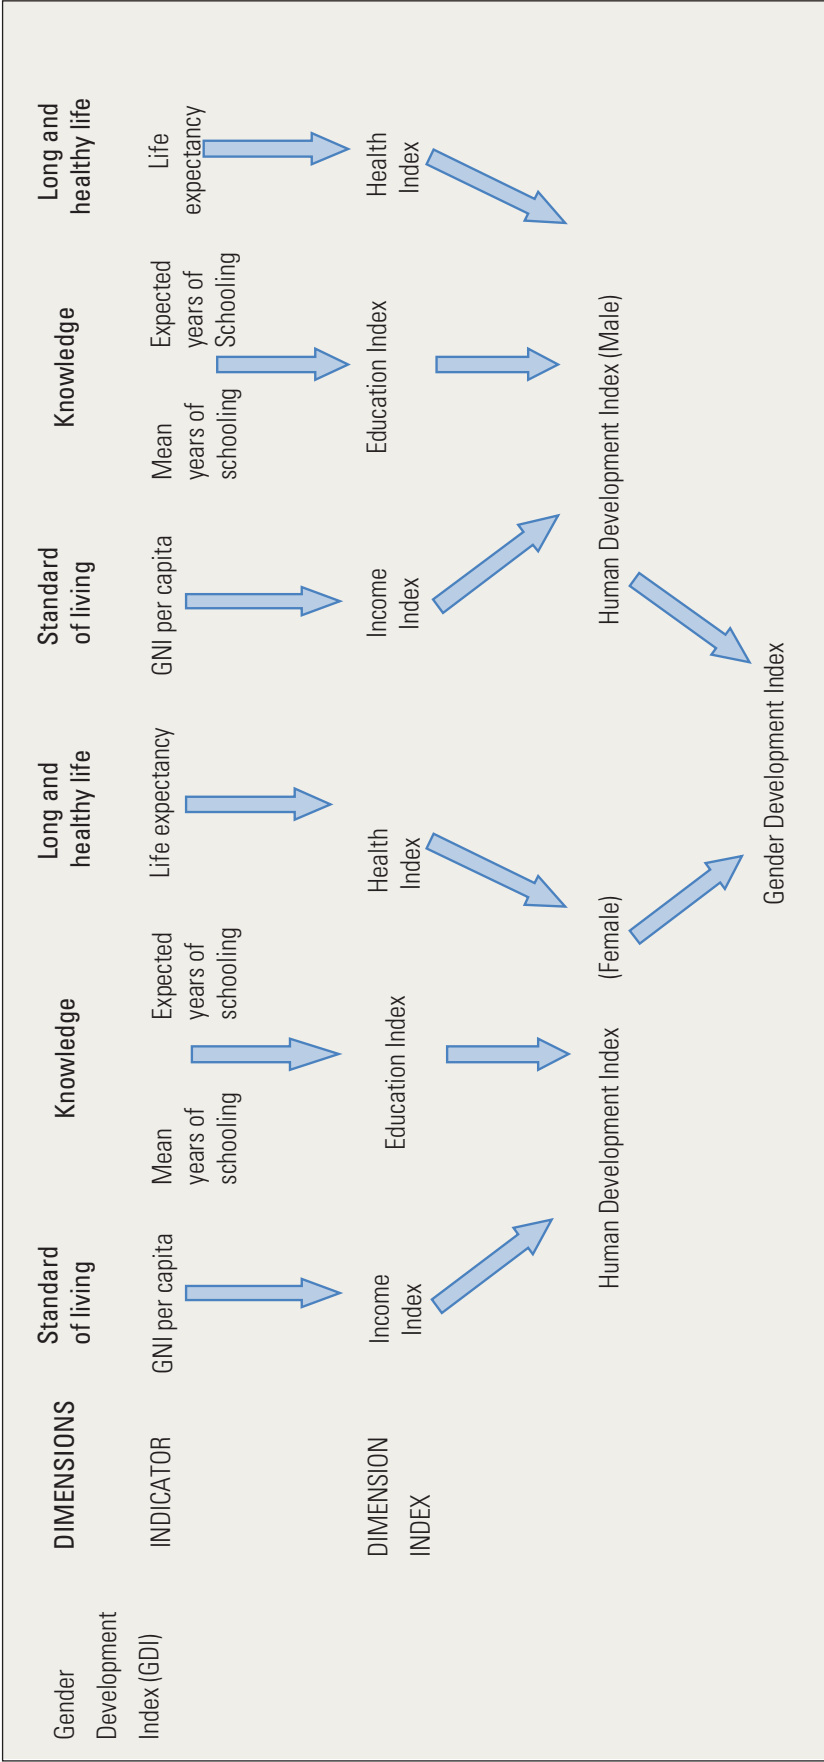 Gender
Development
Index (GDI)
DIMENSIONS
Standard
of living
Knowledge
Long and
healthy life
Standard
of living
Knowledge
Long and
healthy life
INDICATOR
GNI per capita
Mean
years of
schooling
Expected
years of
schooling
Life expectancy
GNI per capita
Mean
years of
schooling
Expected
years of
Schooling
Life
expectancy
DIMENSION
INDEX
Income
Index
Education Index
Health
Index
Income
Index
Education Index
Health
Index
Human Development Index (Female)
Human Development Index (Male)
Gender Development Index